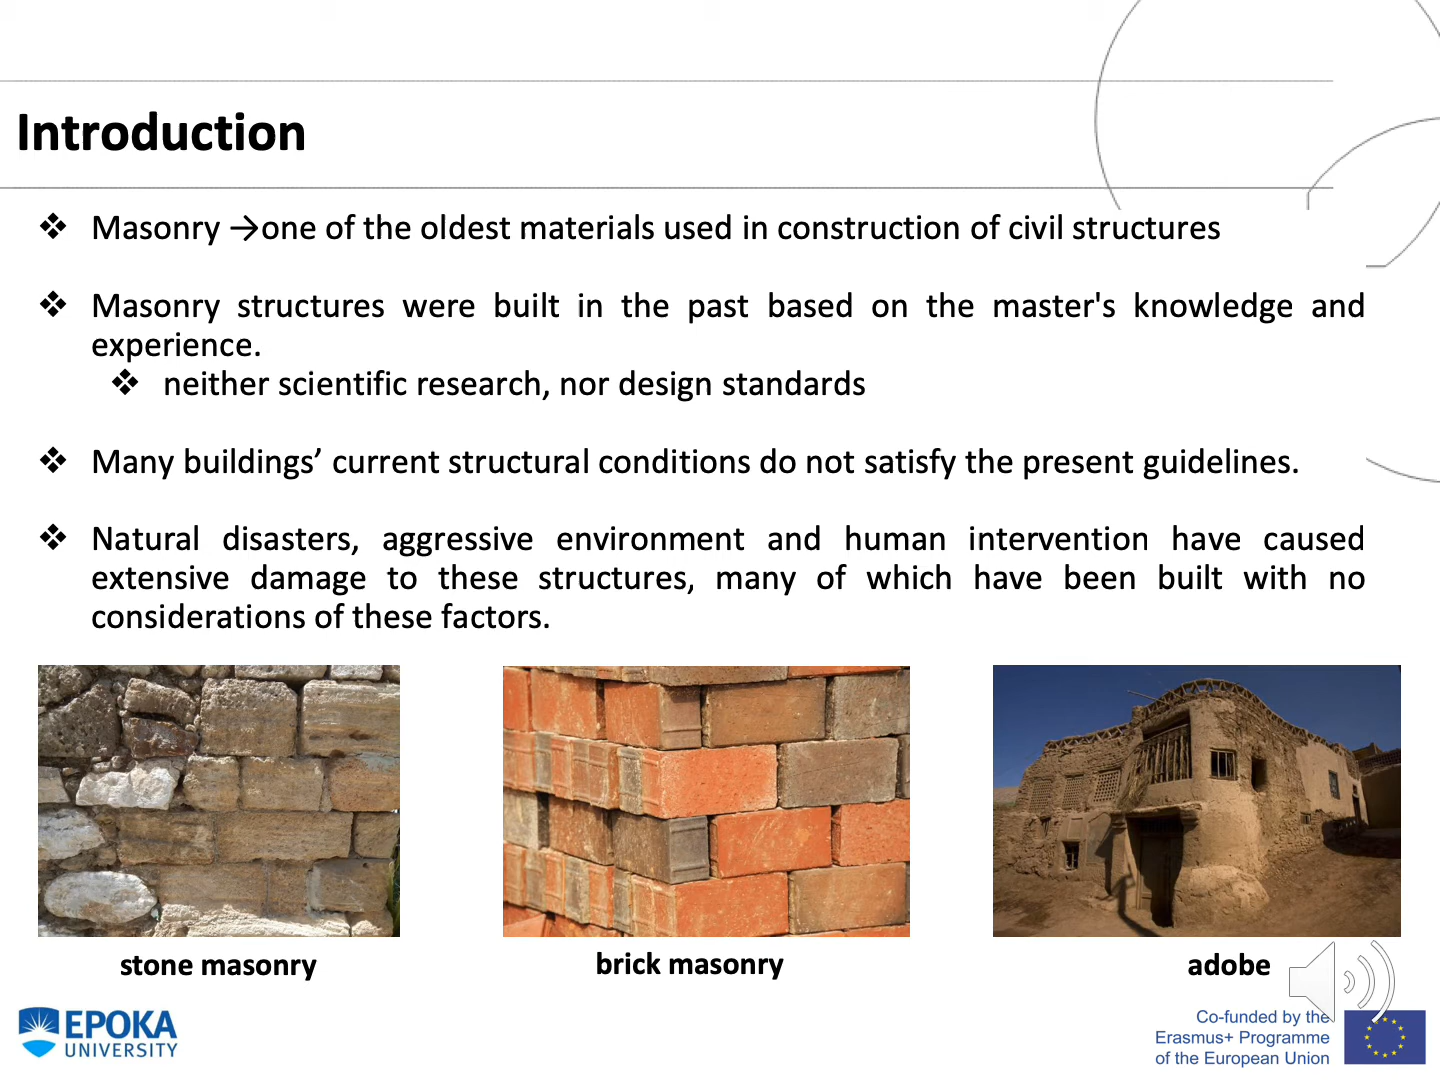 Introduction
❖ Masonry →one of the oldest materials used in construction of civil structures
❖ Masonry structures were built in the past based on the master's knowledge and
experience.
❖ neither scientific research, nor design standards
❖ Many buildings’ current structural conditions do not satisfy the present guidelines.
❖ Natural disasters, aggressive environment and human intervention have caused
extensive damage to these structures, many of which have been built with no
considerations of these factors.
stone masonry
brick masonry
adobe
EPOKA
UNIVERSITY
Co-funded by the
Erasmus+ Programme
of the European Union